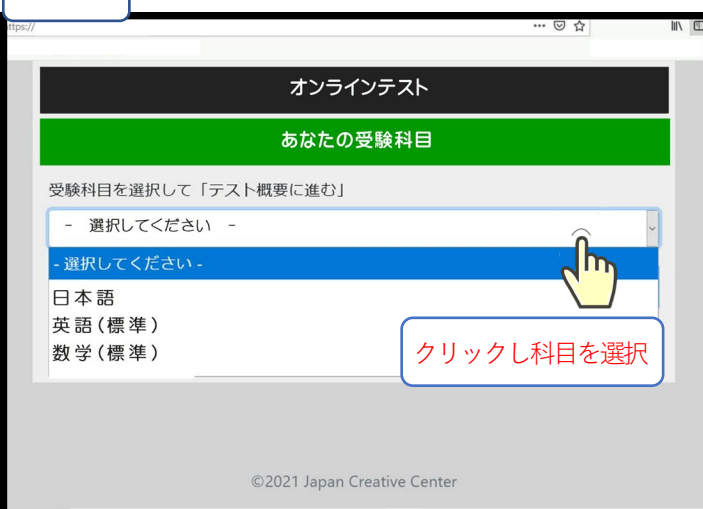 ttps://
オンラインテスト
あなたの受験科目
受験科目を選択して「テスト概要に進む」
- 選択してください -
- 選択してください -
日本語
英語(標準)
数学(標準)
クリックし科目を選択
©2021 Japan Creative Center